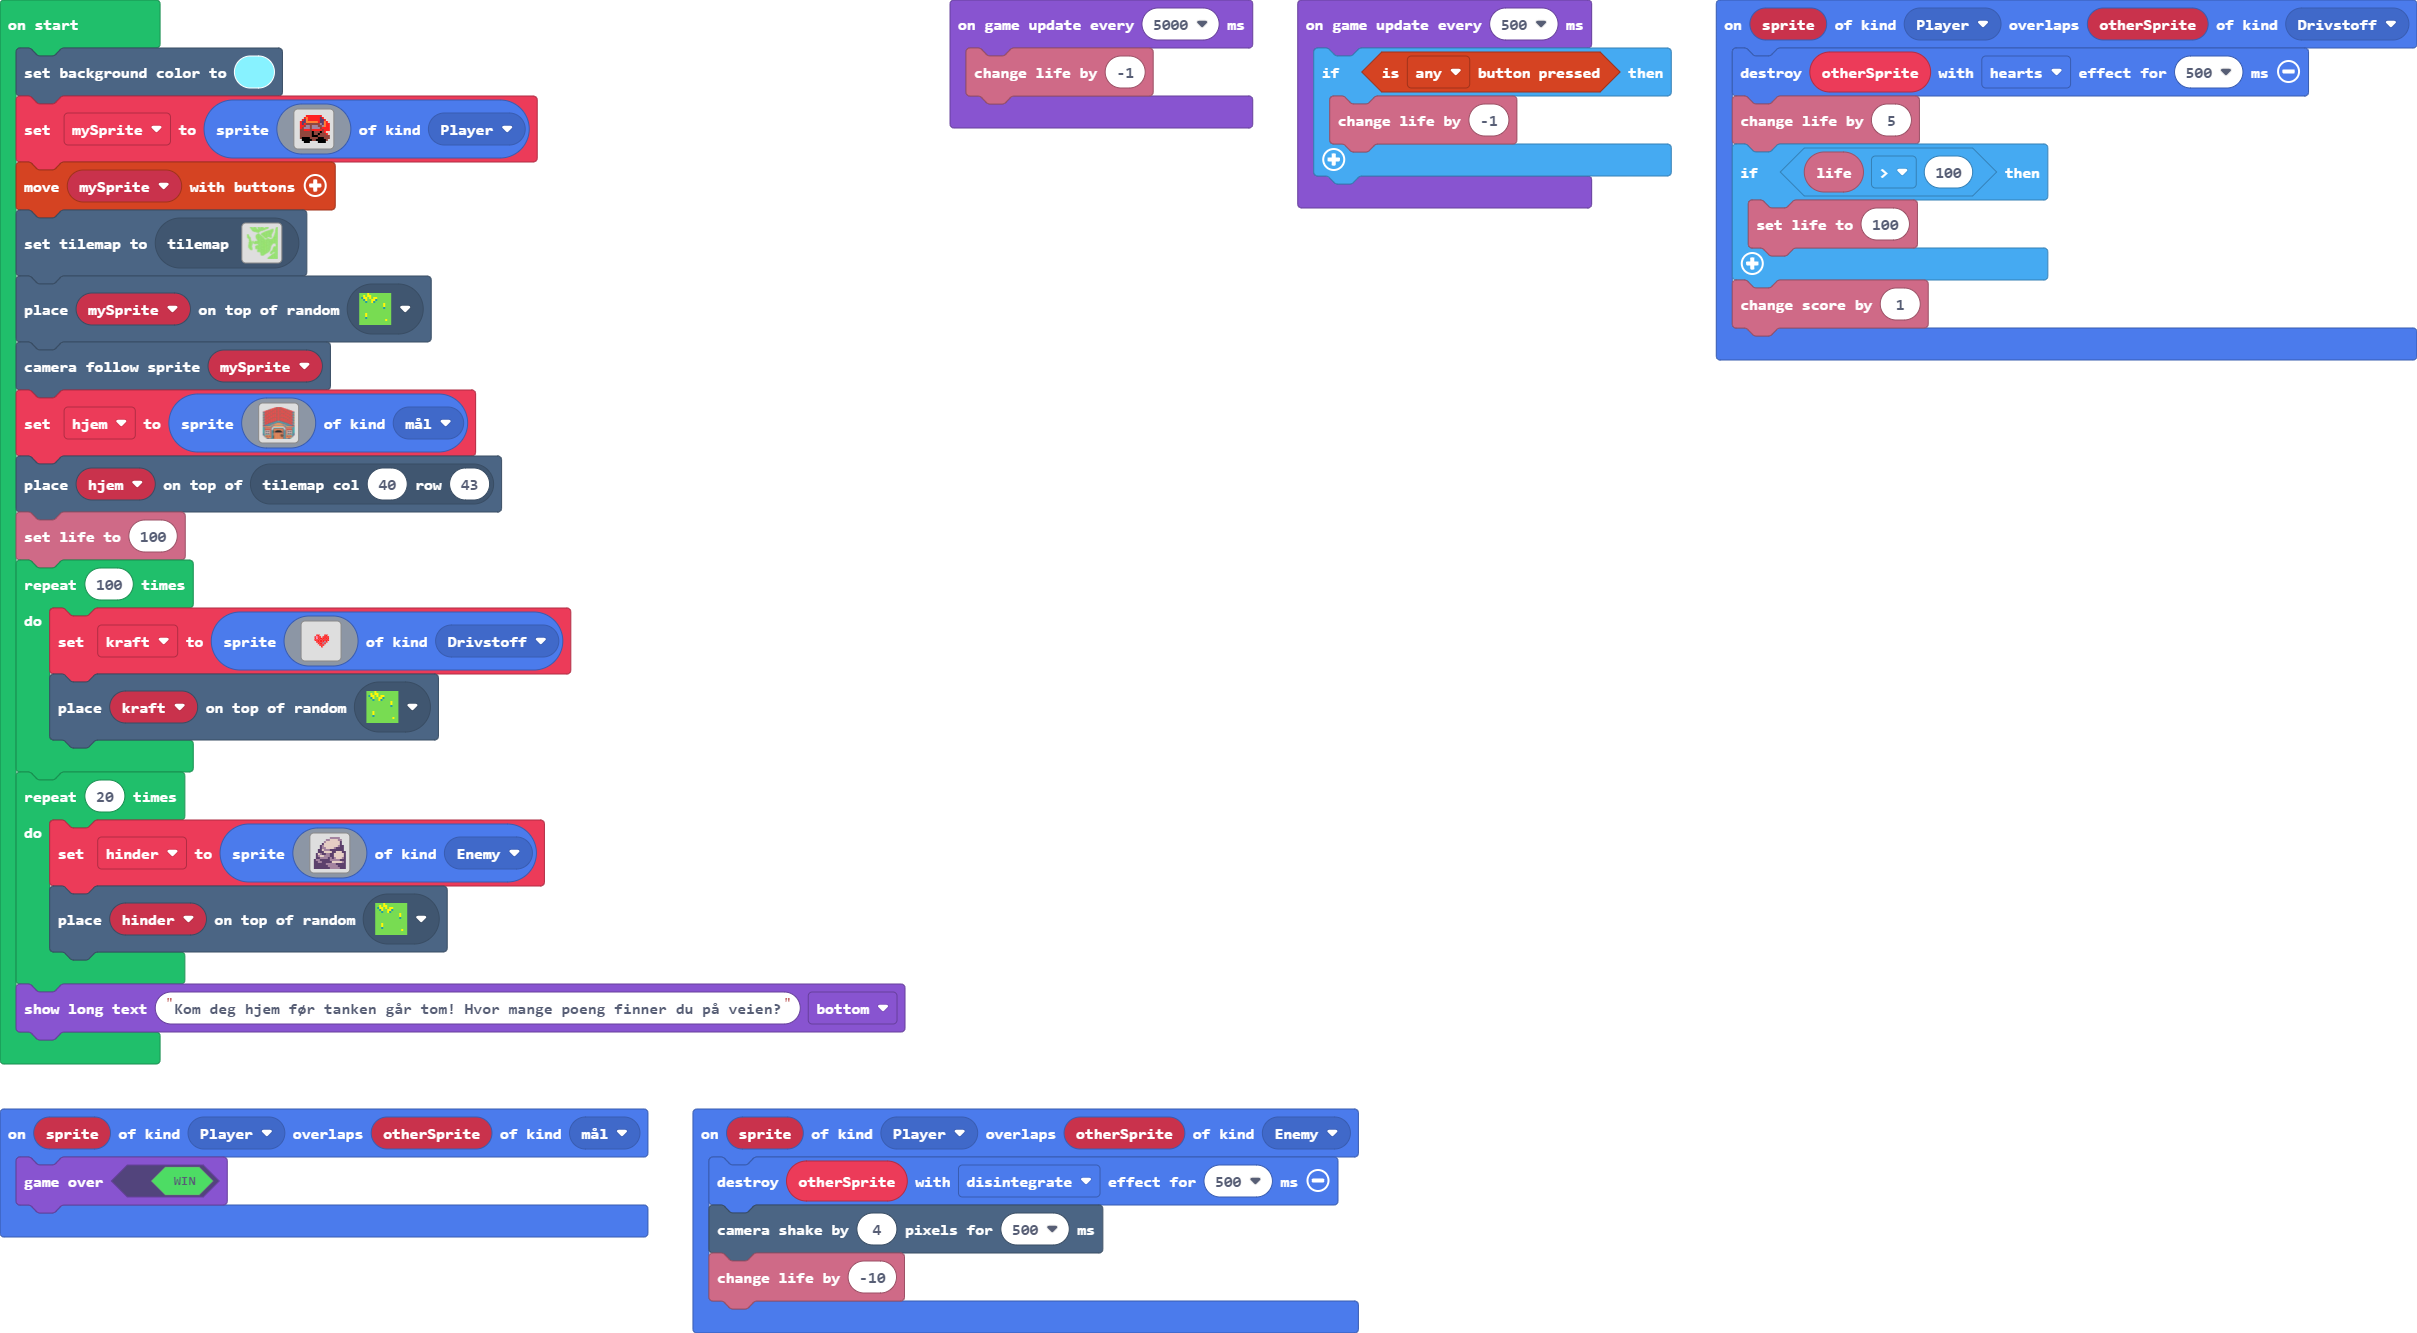 on start
set background color to
set mySprite to sprite of kind Player
move mySprite with buttons
set tilemap to tilemap
place mySprite on top of random
camera follow sprite mySprite
set hjem to sprite of kind mål
place hjem on top of tilemap col 40 row 43
set life to 100
repeat 100 times
do
set kraft to sprite of kind Drivstoff
place kraft on top of random
repeat 20 times
do
set hinder to sprite of kind Enemy
place hinder on top of random
show long text "Kom deg hjem før tanken går tom! Hvor mange poeng finner du på veien?" bottom
on game update every 5000 ms
change life by -1
on game update every 500 ms
if is any button pressed then
change life by -1
on sprite of kind Player overlaps otherSprite of kind Drivstoff
destroy otherSprite with hearts effect for 500 ms
change life by 5
if life > 100 then
set life to 100
change score by 1
on sprite of kind Player overlaps otherSprite of kind mål
game over WIN
on sprite of kind Player overlaps otherSprite of kind Enemy
destroy otherSprite with disintegrate effect for 500 ms
camera shake by 4 pixels for 500 ms
change life by -10